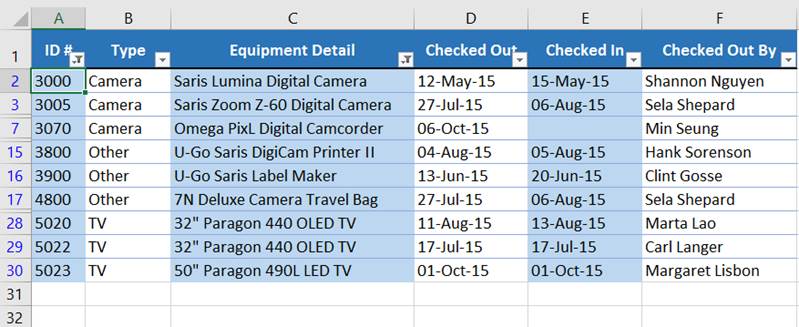 A B C D E F
1 ID # Type Equipment Detail Checked Out Checked In Checked Out By
2 3000 Camera Saris Lumina Digital Camera 12-May-15 15-May-15 Shannon Nguyen
3 3005 Camera Saris Zoom Z-60 Digital Camera 27-Jul-15 06-Aug-15 Sela Shepard
7 3070 Camera Omega PixL Digital Camcorder 06-Oct-15 Min Seung
15 3800 Other U-Go Saris DigiCam Printer II 04-Aug-15 05-Aug-15 Hank Sorenson
16 3900 Other U-Go Saris Label Maker 13-Jun-15 20-Jun-15 Clint Gosse
17 4800 Other 7N Deluxe Camera Travel Bag 27-Jul-15 06-Aug-15 Sela Shepard
28 5020 TV 32" Paragon 440 OLED TV 11-Aug-15 13-Aug-15 Marta Lao
29 5022 TV 32" Paragon 440 OLED TV 17-Jul-15 17-Jul-15 Carl Langer
30 5023 TV 50" Paragon 490L LED TV 01-Oct-15 01-Oct-15 Margaret Lisbon
31
32